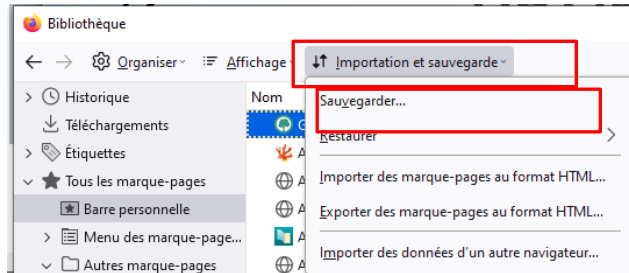 Bibliothèque
Organiser Affichage Importation et sauvegarde
Historique
Téléchargements
Étiquettes
Tous les marque-pages
Barre personnelle
Menu des marque-page...
Autres marque-pages
Nom
G
A
A
A
A
A
A
Sauvegarder...
Restaurer
Importer des marque-pages au format HTML...
Exporter des marque-pages au format HTML...
Importer des données d'un autre navigateur...